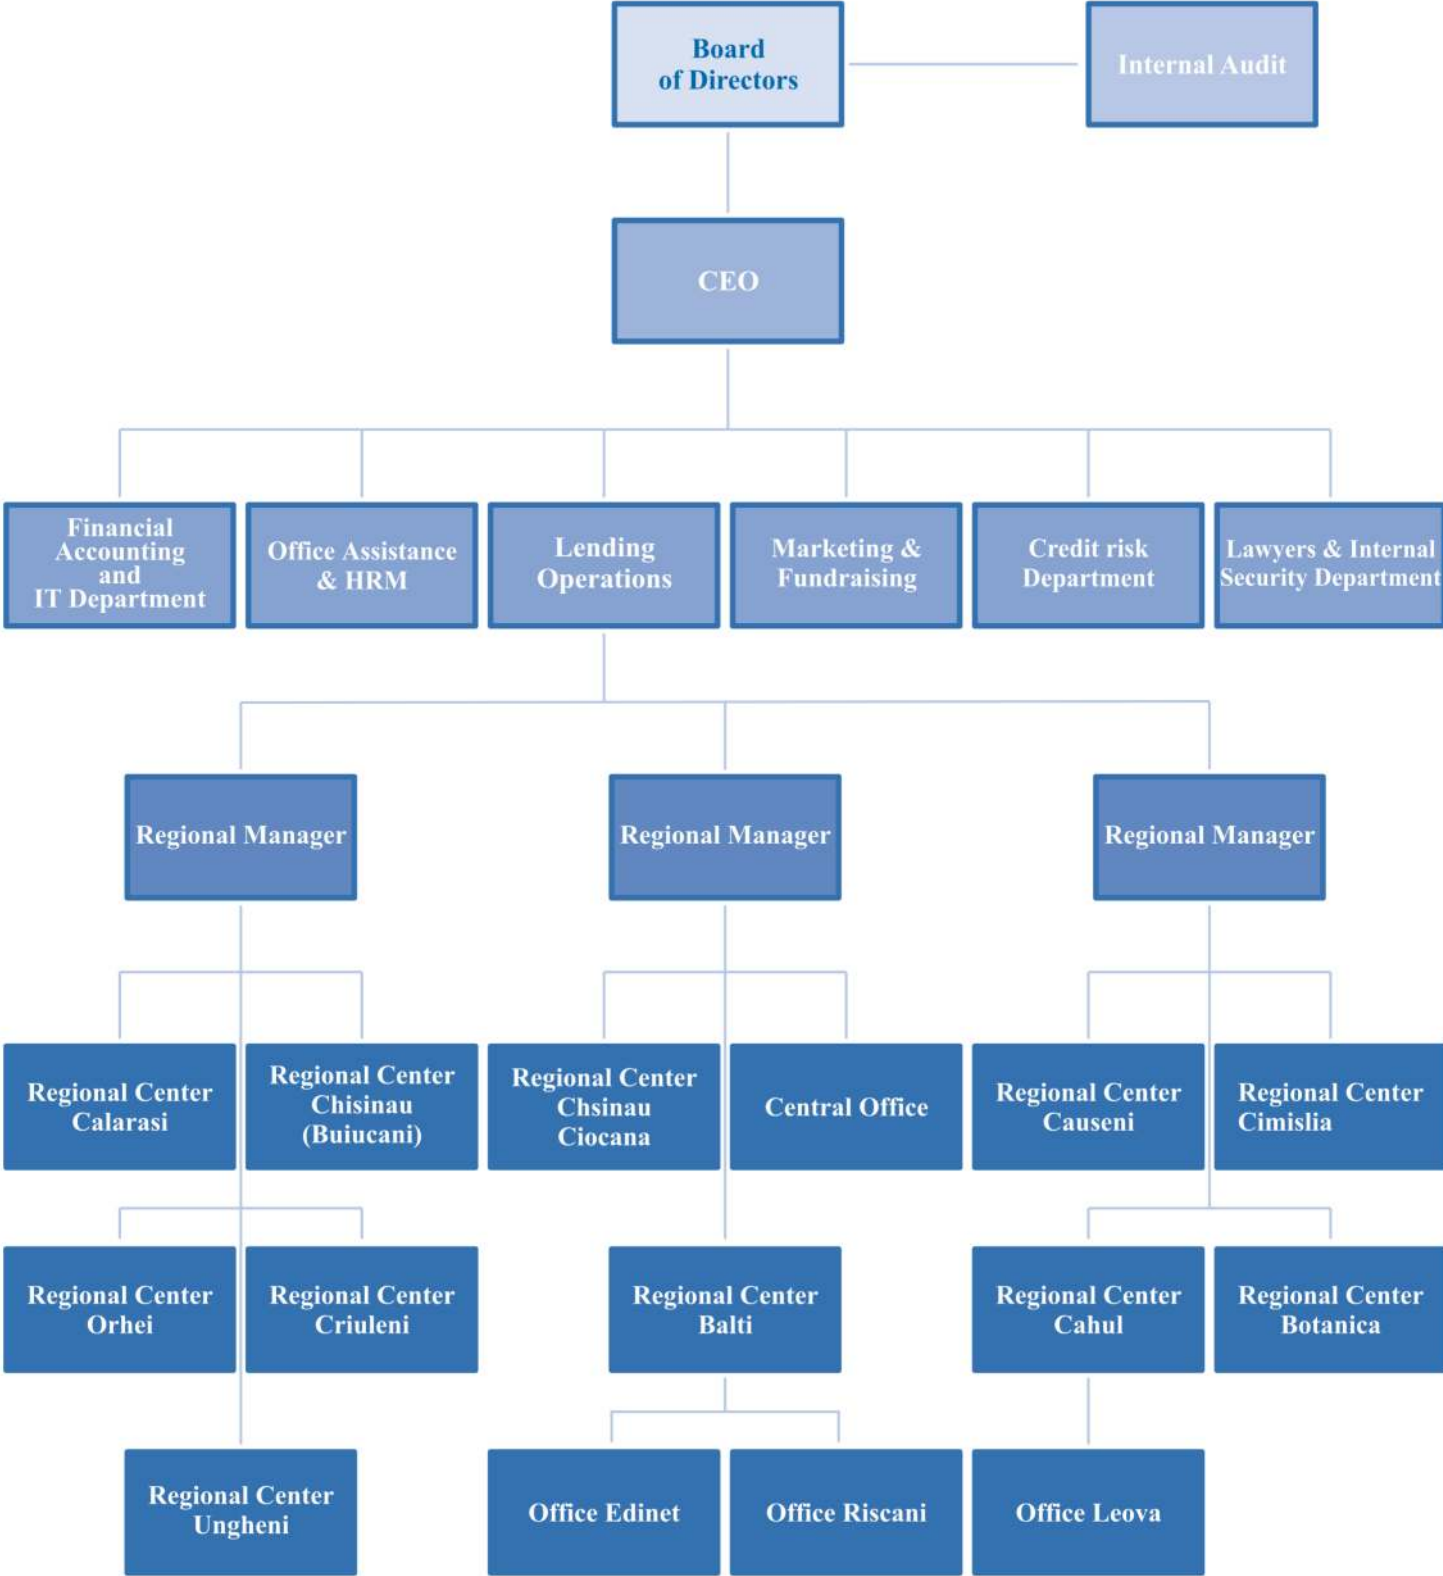 Board
of Directors
Internal Audit
CEO
Financial
Accounting
and
IT Department
Office Assistance
& HRM
Lending
Operations
Marketing &
Fundraising
Credit risk
Department
Lawyers & Internal
Security Department
Regional Manager
Regional Manager
Regional Manager
Regional Center
Calarasi
Regional Center
Chisinau
(Buiucani)
Regional Center
Chsinau
Ciocana
Central Office
Regional Center
Causeni
Regional Center
Cimislia
Regional Center
Orhei
Regional Center
Criuleni
Regional Center
Balti
Regional Center
Cahul
Regional Center
Botanica
Regional Center
Ungheni
Office Edinet
Office Riscani
Office Leova